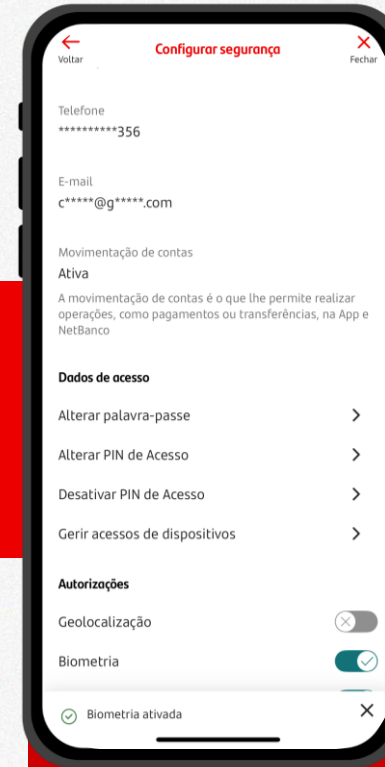 Voltar
Configurar segurança
Fechar
Telefone
**********356
E-mail
c*****@g*****.com
Movimentação de contas
Ativa
A movimentação de contas é o que lhe permite realizar
operações, como pagamentos ou transferências, na App e
NetBanco
Dados de acesso
Alterar palavra-passe
Alterar PIN de Acesso
Desativar PIN de Acesso
Gerir acessos de dispositivos
Autorizações
Geolocalização
Biometria
Biometria ativada